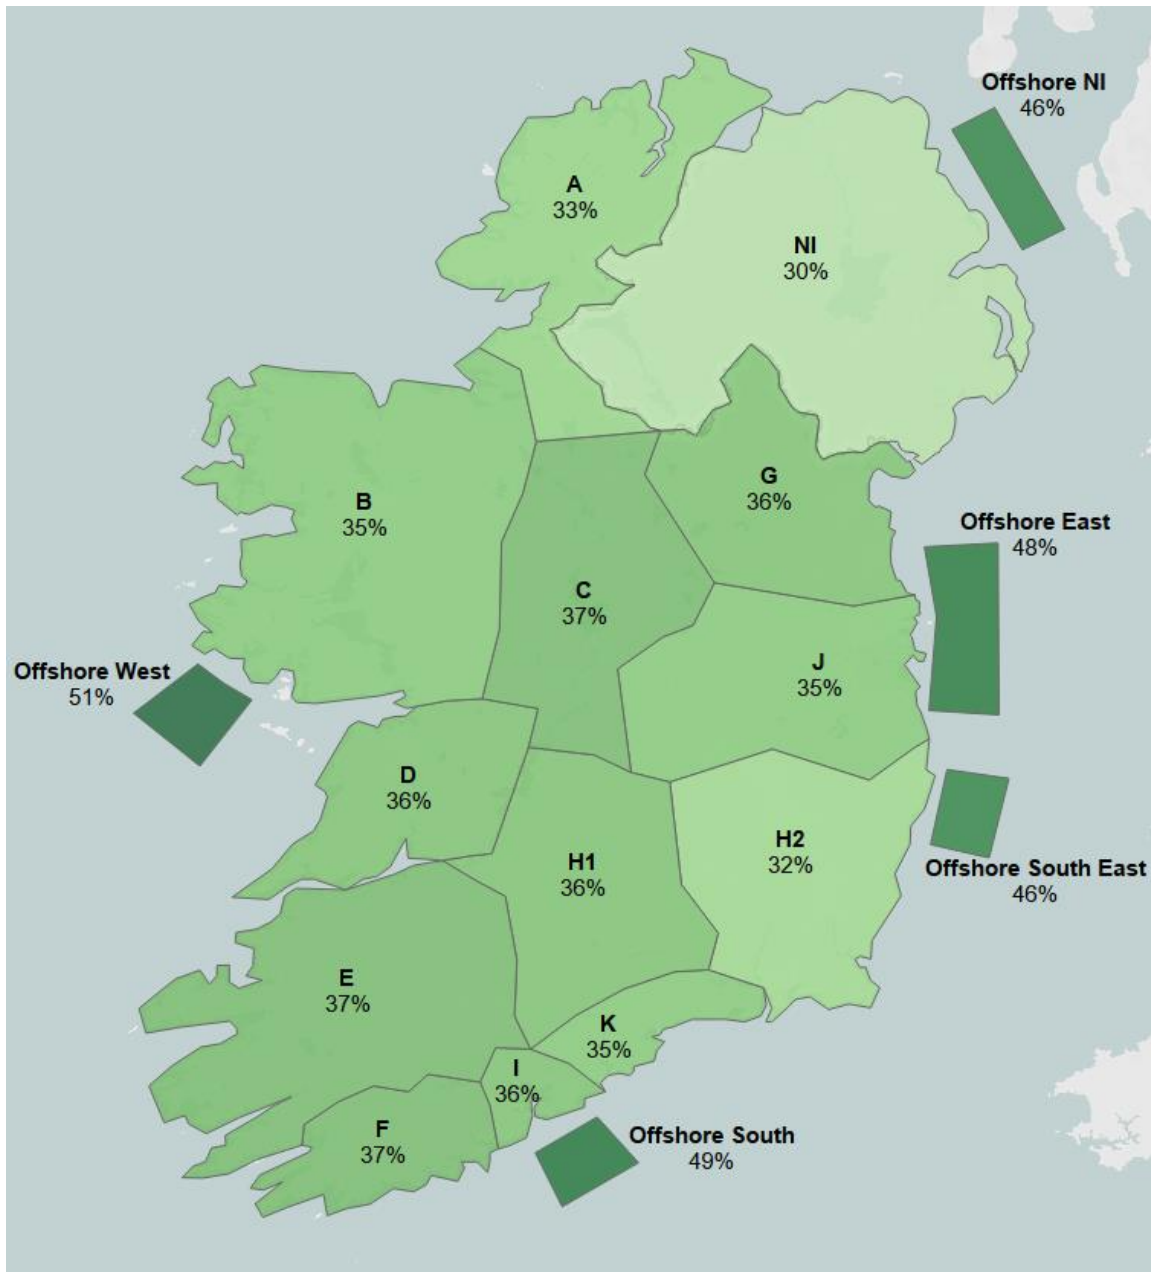 Offshore NI
46%
A
33%
NI
30%
G
36%
B
35%
Offshore East
48%
C
37%
J
35%
Offshore West
51%
D
36%
H2
32%
H1
36%
Offshore South East
46%
E
37%
K
35%
I
36%
F
37%
Offshore South
49%